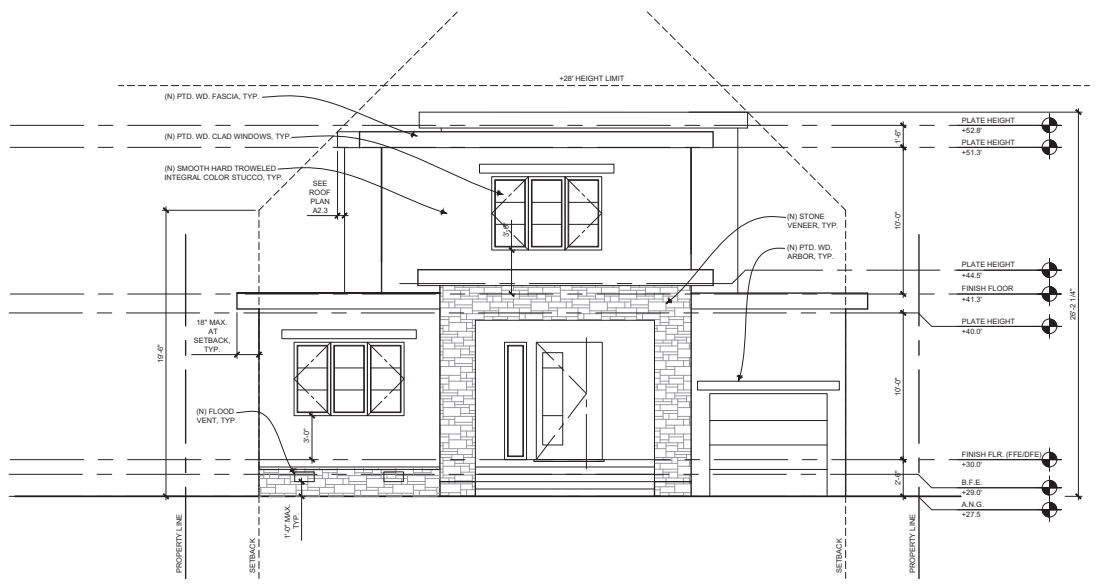 +28' HEIGHT LIMIT
(N) PTD. WD. FASCIA, TYP.
(N) PTD. WD. CLAD WINDOWS, TYP.
(N) SMOOTH HARD TROWELED
INTEGRAL COLOR STUCCO, TYP.
SEE
ROOF
PLAN
A2.3
(N) STONE
VENEER, TYP.
(N) PTD. WD.
ARBOR, TYP.
18" MAX.
AT
SETBACK,
TYP.
(N) FLOOD
VENT, TYP.
19'-6"
3'-0"
1'-0" MAX.
TYP.
PROPERTY LINE
SETBACK
SETBACK
PROPERTY LINE
1'-6"
10'-0"
10'-0"
2'-6"
26'-2 1/4"
PLATE HEIGHT
+52.8'
PLATE HEIGHT
+51.3'
PLATE HEIGHT
+44.5'
FINISH FLOOR
+41.3'
PLATE HEIGHT
+40.0'
FINISH FLR. (FFE/DFE)
+30.0'
B.F.E.
+29.0'
A.N.G.
+27.5